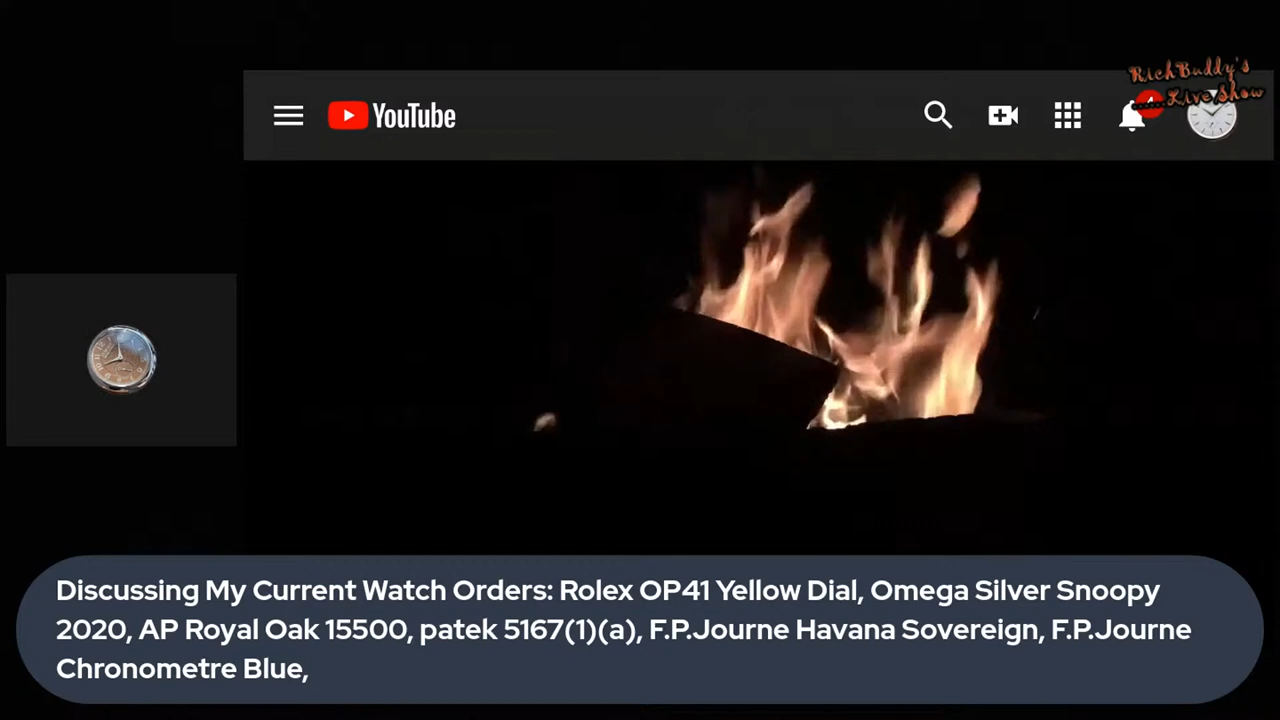 RichBuddy's
......Live Show
YouTube
Discussing My Current Watch Orders: Rolex OP41 Yellow Dial, Omega Silver Snoopy
2020, AP Royal Oak 15500, patek 5167(1)(a), F.P.Journe Havana Sovereign, F.P.Journe
Chronometre Blue,